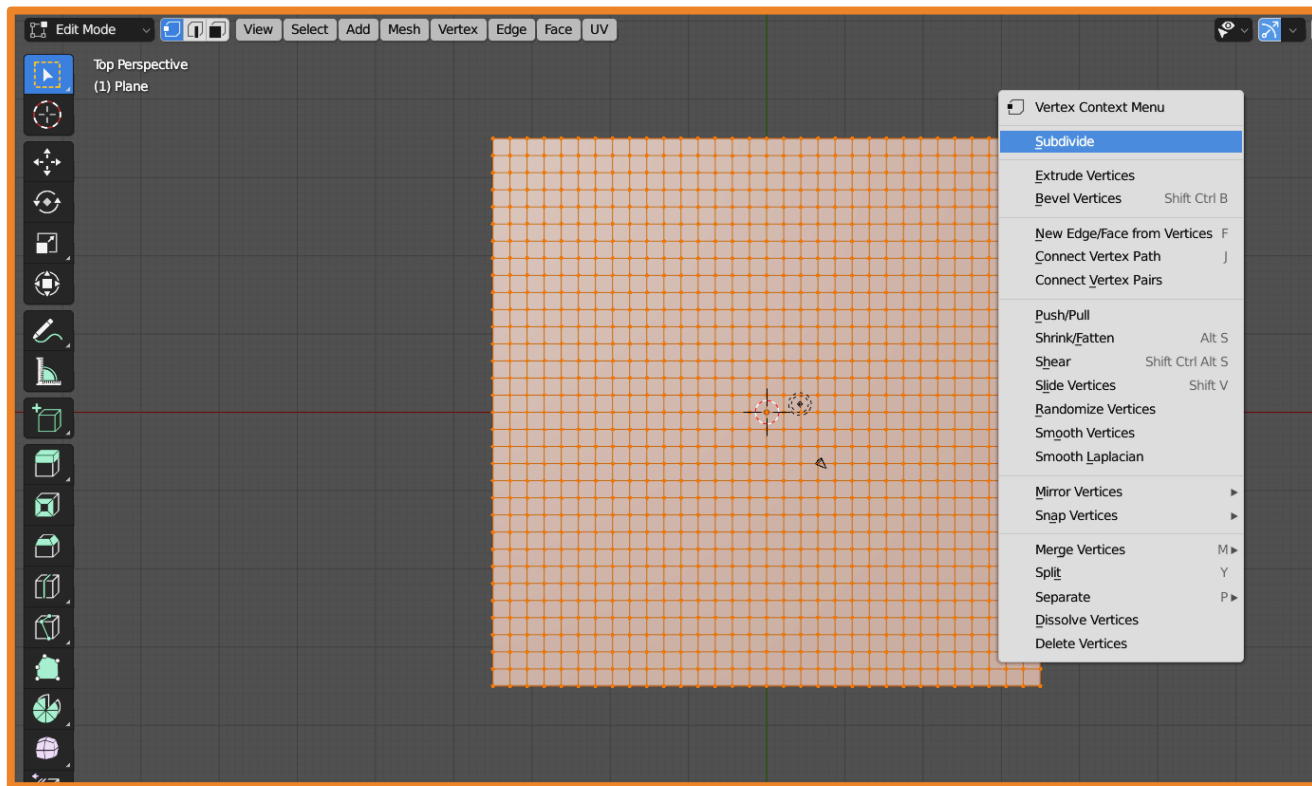 Edit Mode
View
Select
Add
Mesh
Vertex
Edge
Face
UV
Top Perspective
(1) Plane
Vertex Context Menu
Subdivide
Extrude Vertices
Bevel Vertices Shift Ctrl B
New Edge/Face from Vertices F
Connect Vertex Path J
Connect Vertex Pairs
Push/Pull
Shrink/Fatten Alt S
Shear Shift Ctrl Alt S
Slide Vertices Shift V
Randomize Vertices
Smooth Vertices
Smooth Laplacian
Mirror Vertices
Snap Vertices
Merge Vertices M
Split Y
Separate P
Dissolve Vertices
Delete Vertices